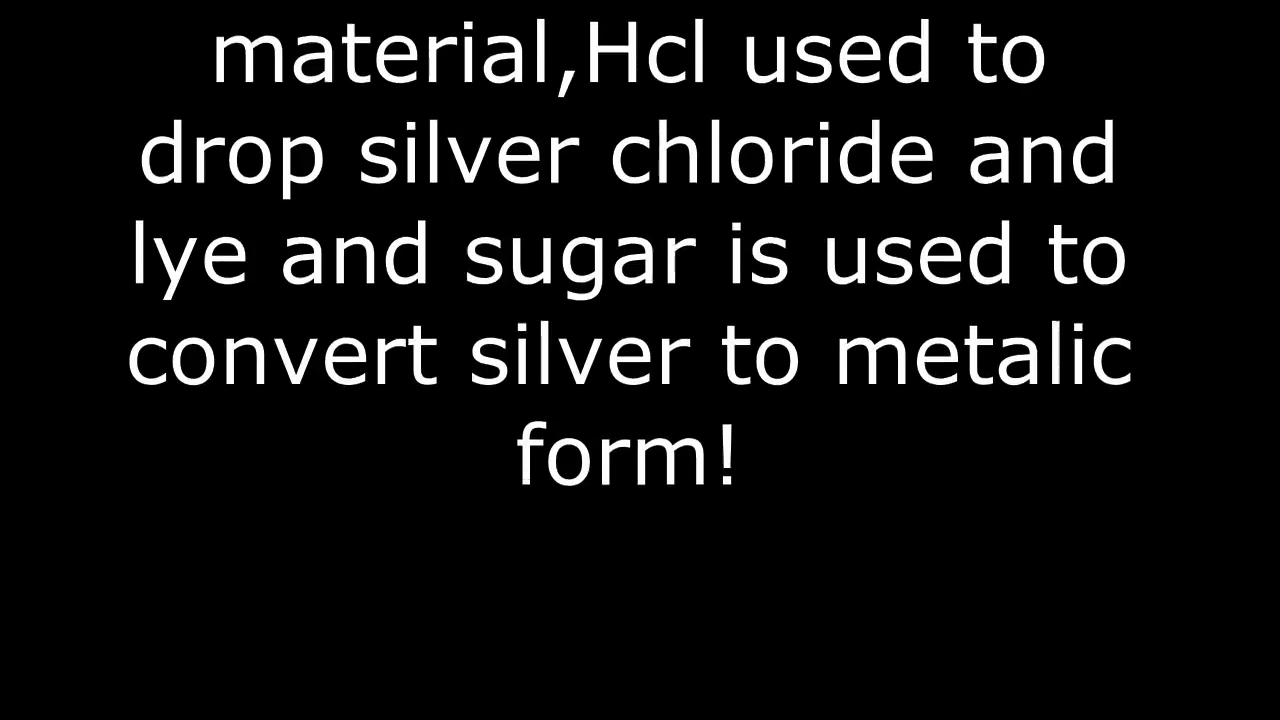 material,Hcl used to
drop silver chloride and
lye and sugar is used to
convert silver to metalic
form!